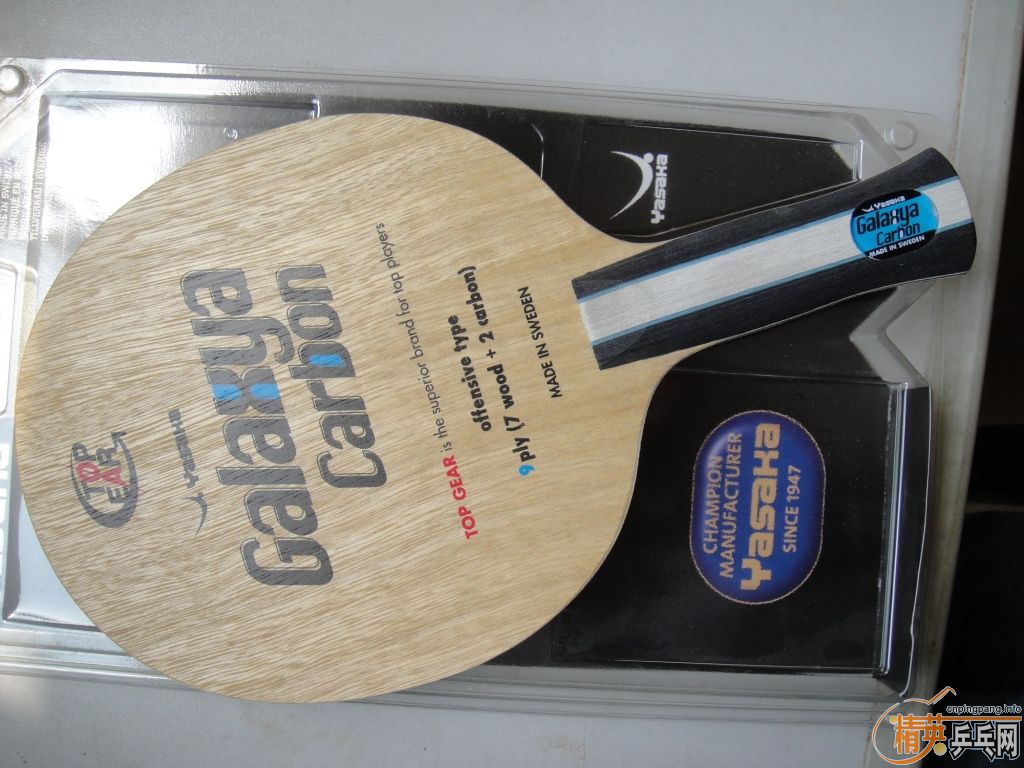 TOP
GEAR
Yasaka
Galaxya
Carbon
TOP GEAR is the superior brand for top players
offensive type
9 ply (7 wood + 2 carbon)
MADE IN SWEDEN
Yasaka
Yasaka
Galaxya
Carbon
MADE IN SWEDEN
CHAMPION
MANUFACTURER
Yasaka
SINCE 1947
cnpingpang.info
精英乒乓网